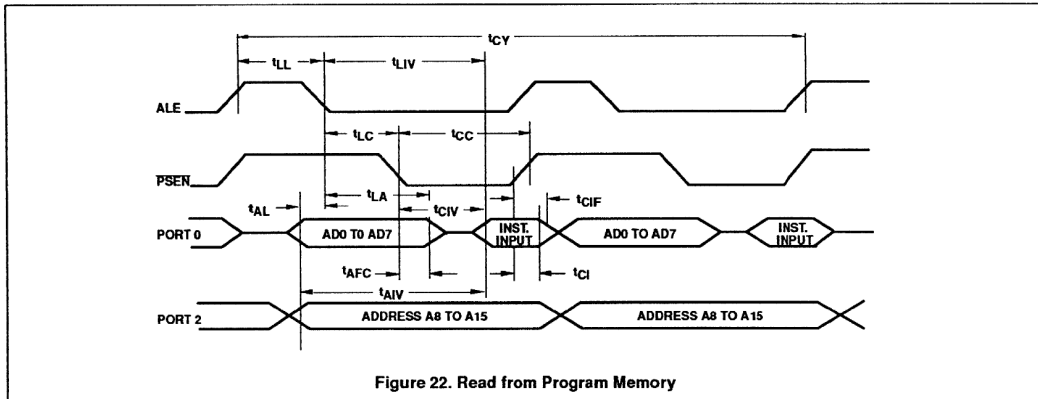 tCY
tLL
tLIV
ALE
tLC
tCC
PSEN
tLA
tAL
tCIV
tCIF
PORT 0
AD0 T0 AD7
INST.
INPUT
AD0 TO AD7
INST.
INPUT
tAFC
tCI
tAIV
PORT 2
ADDRESS A8 TO A15
ADDRESS A8 TO A15
Figure 22. Read from Program Memory